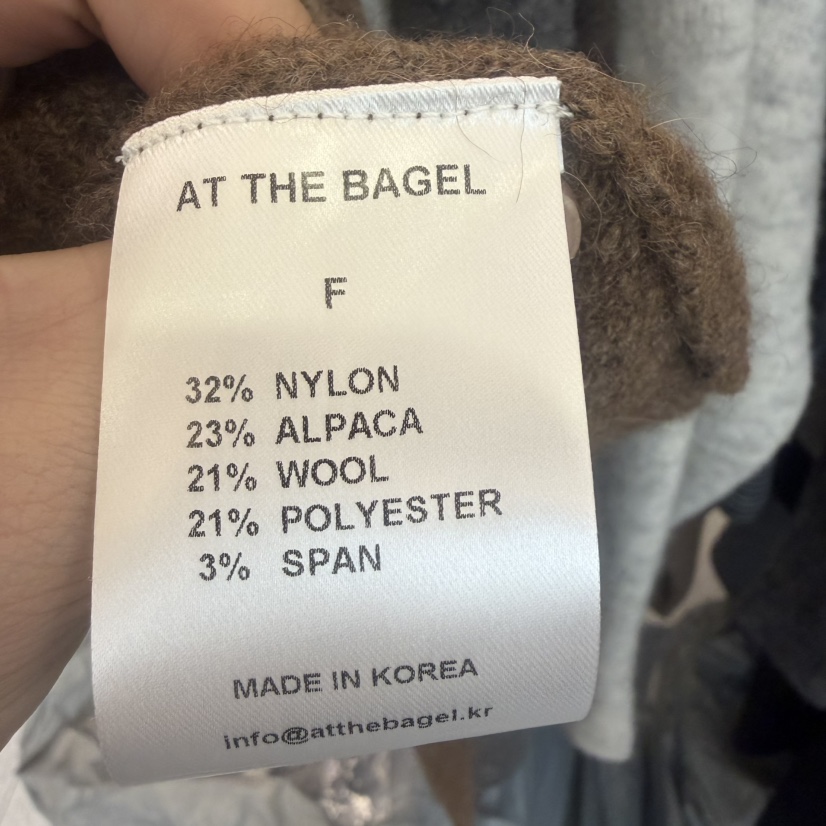 AT THE BAGEL
F
32% NYLON
23% ALPACA
21% WOOL
21% POLYESTER
3% SPAN
MADE IN KOREA
info@atthebagel.kr